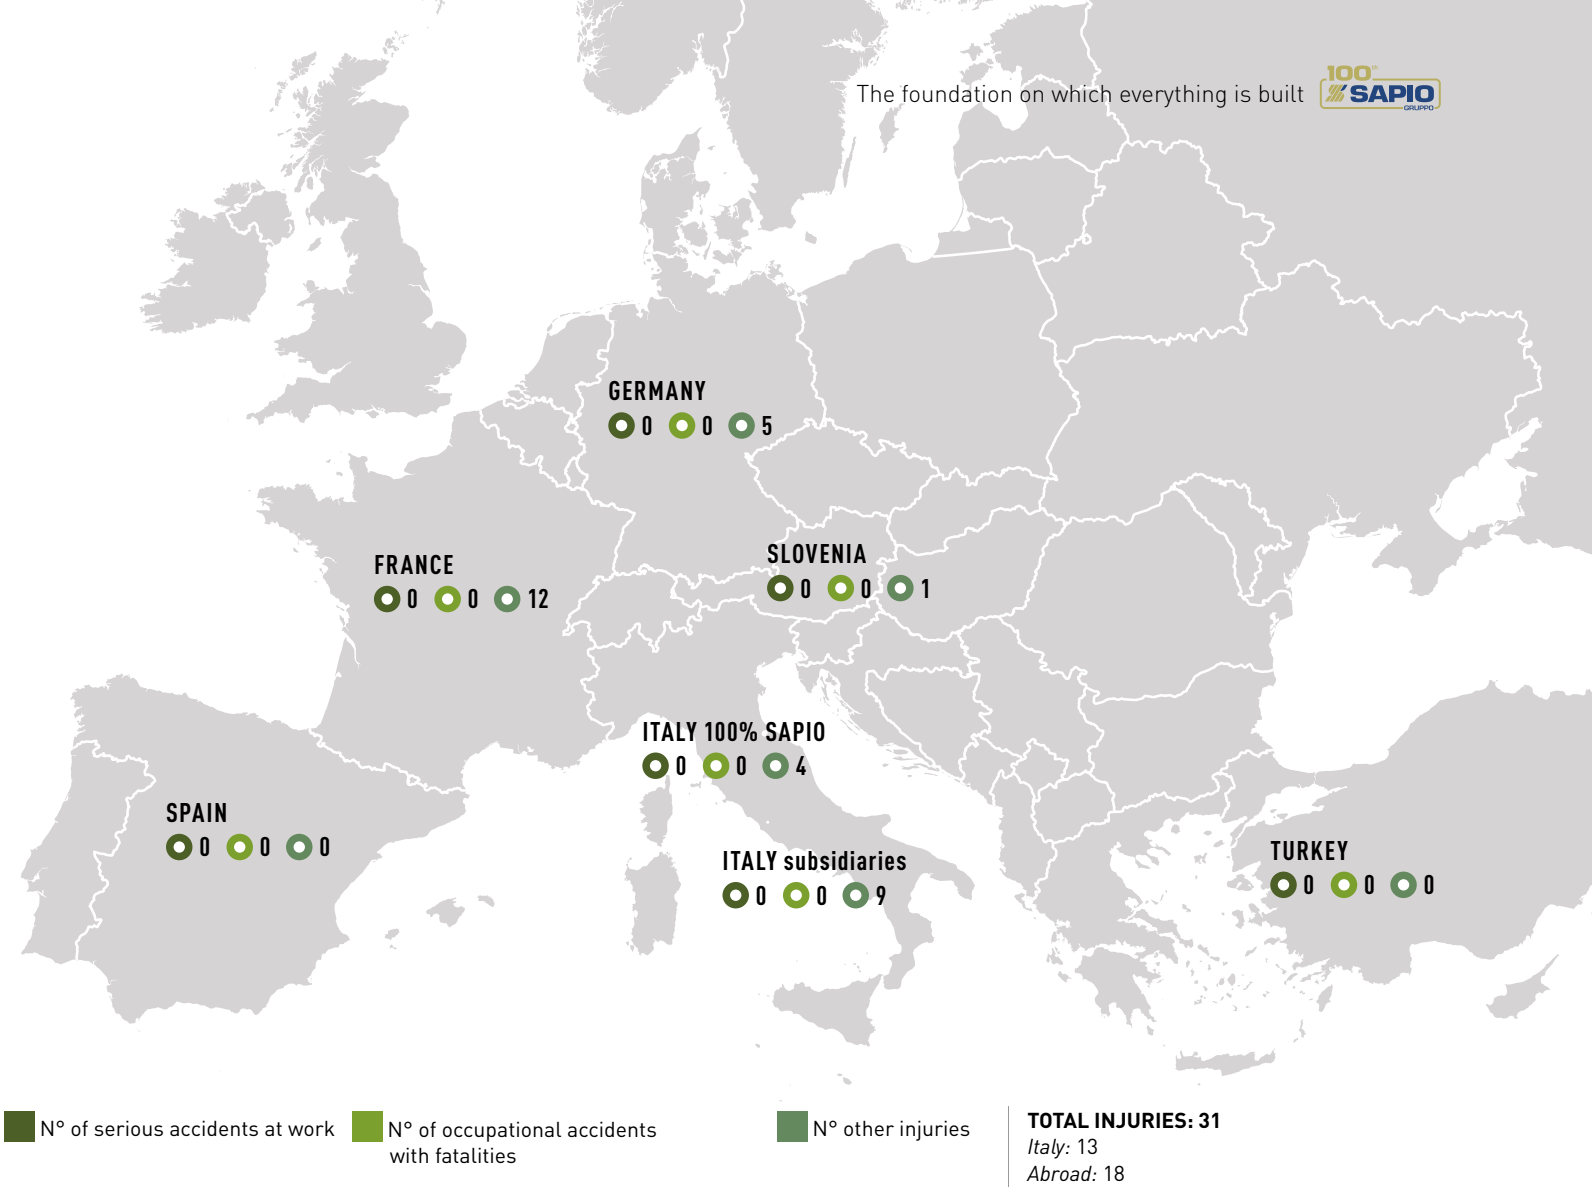 The foundation on which everything is built
100th
SAPIO
GRUPPO
GERMANY
0 0 5
FRANCE
0 0 12
SLOVENIA
0 0 1
ITALY 100% SAPIO
0 0 4
SPAIN
0 0 0
ITALY subsidiaries
0 0 9
TURKEY
0 0 0
N° of serious accidents at work
N° of occupational accidents
with fatalities
N° other injuries
TOTAL INJURIES: 31
Italy: 13
Abroad: 18